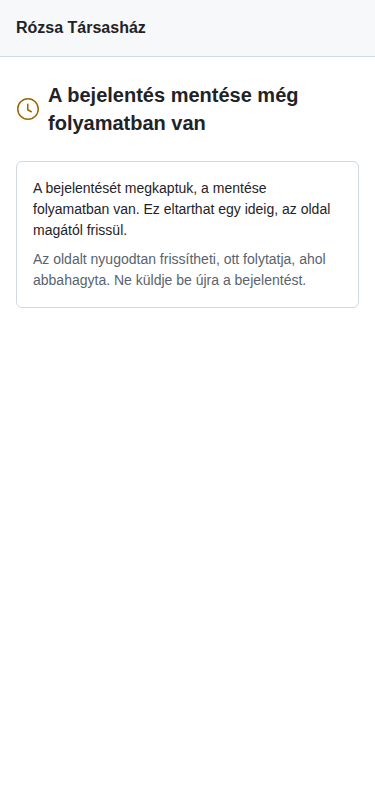 Rózsa Társasház
A bejelentés mentése még
folyamatban van
A bejelentését megkaptuk, a mentése
folyamatban van. Ez eltarthat egy ideig, az oldal
magától frissül.
Az oldalt nyugodtan frissítheti, ott folytatja, ahol
abbahagyta. Ne küldje be újra a bejelentést.